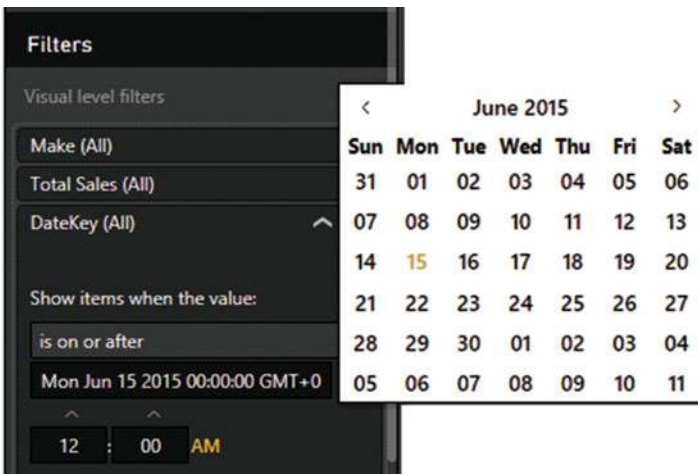 Filters
Visual level filters
Make (All)
Total Sales (All)
DateKey (All)
Show items when the value:
is on or after
Mon Jun 15 2015 00:00:00 GMT+0
12 : 00 AM
< June 2015 >
Sun Mon Tue Wed Thu Fri Sat
31 01 02 03 04 05 06
07 08 09 10 11 12 13
14 15 16 17 18 19 20
21 22 23 24 25 26 27
28 29 30 01 02 03 04
05 06 07 08 09 10 11